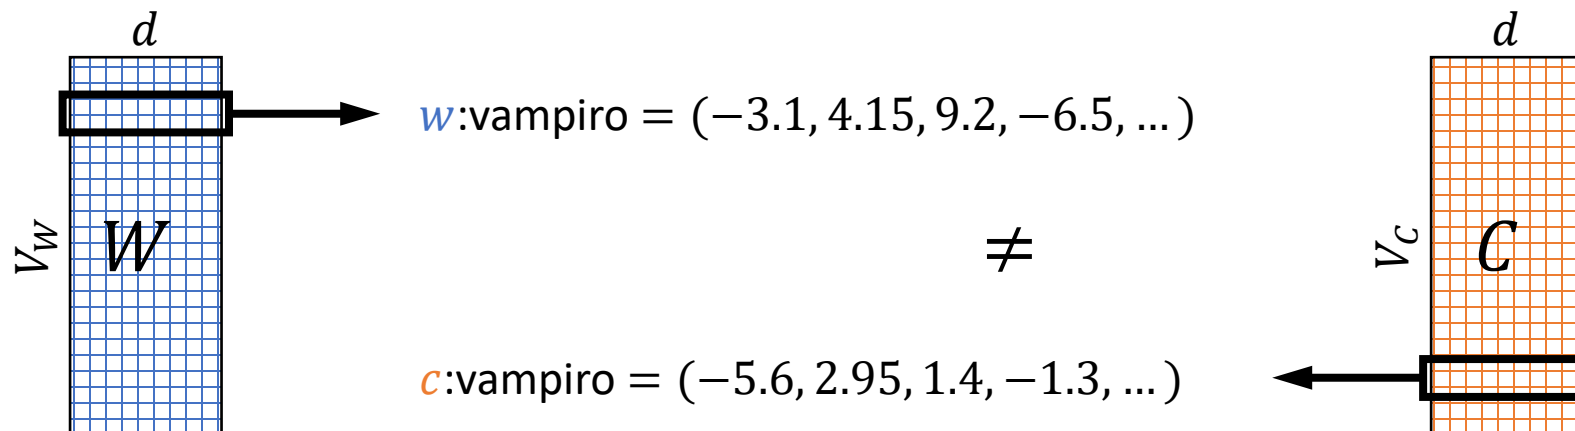 d
d
w:vampiro = (−3.1, 4.15, 9.2, −6.5, … )
V_W
W
≠
V_C
C
c:vampiro = (−5.6, 2.95, 1.4, −1.3, … )